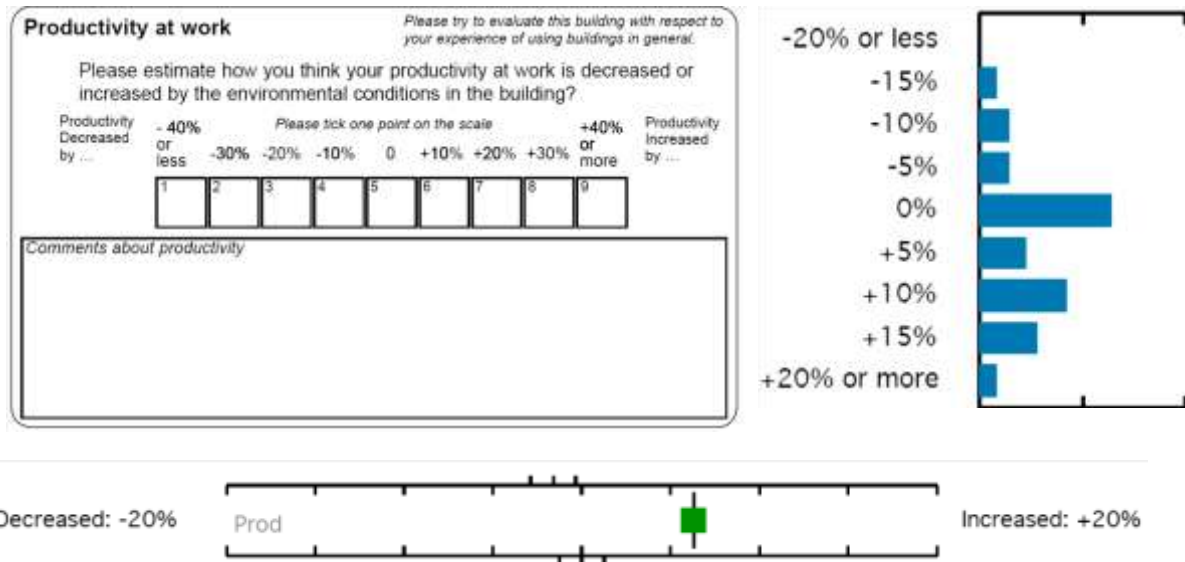 Productivity at work
Please try to evaluate this building with respect to
your experience of using buildings in general.
Please estimate how you think your productivity at work is decreased or
increased by the environmental conditions in the building?
Productivity
Decreased
by ...
Please tick one point on the scale
- 40%
or
less
-30% -20% -10% 0 +10% +20% +30%
+40%
or
more
Productivity
Increased
by ...
1 2 3 4 5 6 7 8 9
Comments about productivity
-20% or less
-15%
-10%
-5%
0%
+5%
+10%
+15%
+20% or more
Decreased: -20%
Prod
Increased: +20%